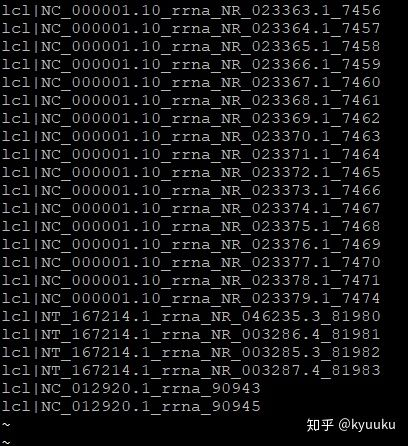 lcl|NC_000001.10_rrna_NR_023363.1_7456
lcl|NC_000001.10_rrna_NR_023364.1_7457
lcl|NC_000001.10_rrna_NR_023365.1_7458
lcl|NC_000001.10_rrna_NR_023366.1_7459
lcl|NC_000001.10_rrna_NR_023367.1_7460
lcl|NC_000001.10_rrna_NR_023368.1_7461
lcl|NC_000001.10_rrna_NR_023369.1_7462
lcl|NC_000001.10_rrna_NR_023370.1_7463
lcl|NC_000001.10_rrna_NR_023371.1_7464
lcl|NC_000001.10_rrna_NR_023372.1_7465
lcl|NC_000001.10_rrna_NR_023373.1_7466
lcl|NC_000001.10_rrna_NR_023374.1_7467
lcl|NC_000001.10_rrna_NR_023375.1_7468
lcl|NC_000001.10_rrna_NR_023376.1_7469
lcl|NC_000001.10_rrna_NR_023377.1_7470
lcl|NC_000001.10_rrna_NR_023378.1_7471
lcl|NC_000001.10_rrna_NR_023379.1_7474
lcl|NT_167214.1_rrna_NR_046235.3_81980
lcl|NT_167214.1_rrna_NR_003286.4_81981
lcl|NT_167214.1_rrna_NR_003285.3_81982
lcl|NT_167214.1_rrna_NR_003287.4_81983
lcl|NC_012920.1_rrna_90943
lcl|NC_012920.1_rrna_90945
~
~
知乎 @kyuuku